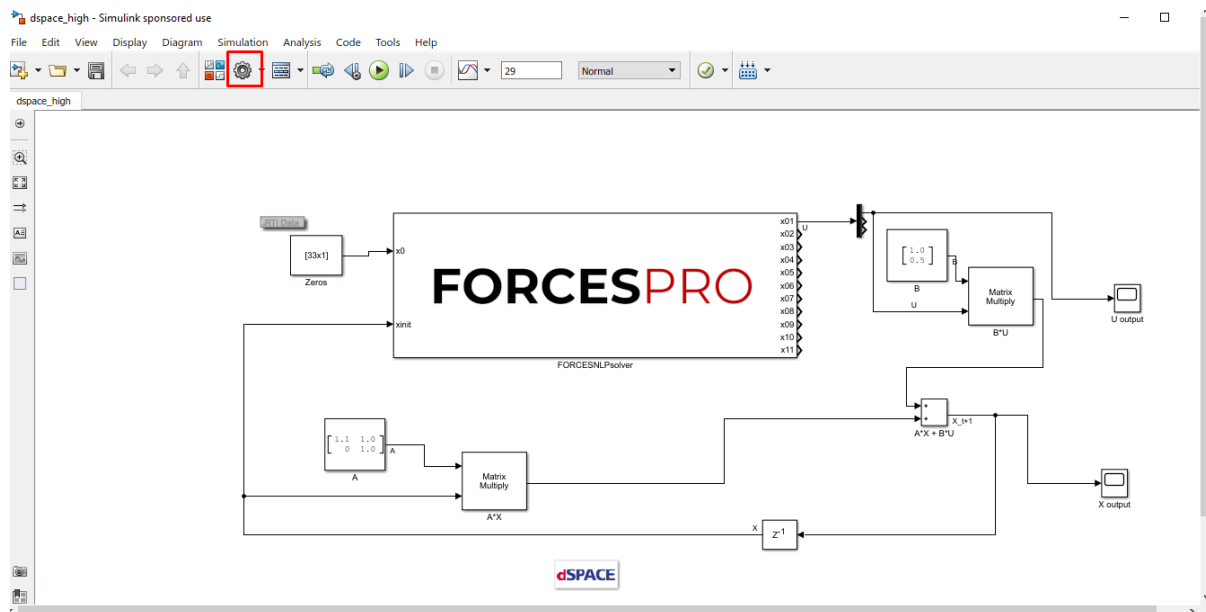 dspace_high - Simulink sponsored use
File Edit View Display Diagram Simulation Analysis Code Tools Help
29 Normal
dspace_high
RTI Data
[33x1]
Zeros
x0
xinit
FORCESPRO
x01
x02
x03
x04
x05
x06
x07
x08
x09
x10
x11
U
FORCESNLPsolver
1.0
0.5
B
B
U
Matrix
Multiply
B*U
U output
1.1 1.0
0 1.0
A
A
Matrix
Multiply
A*X
+
+
X_t+1
A*X + B*U
X output
X
z-1
dSPACE